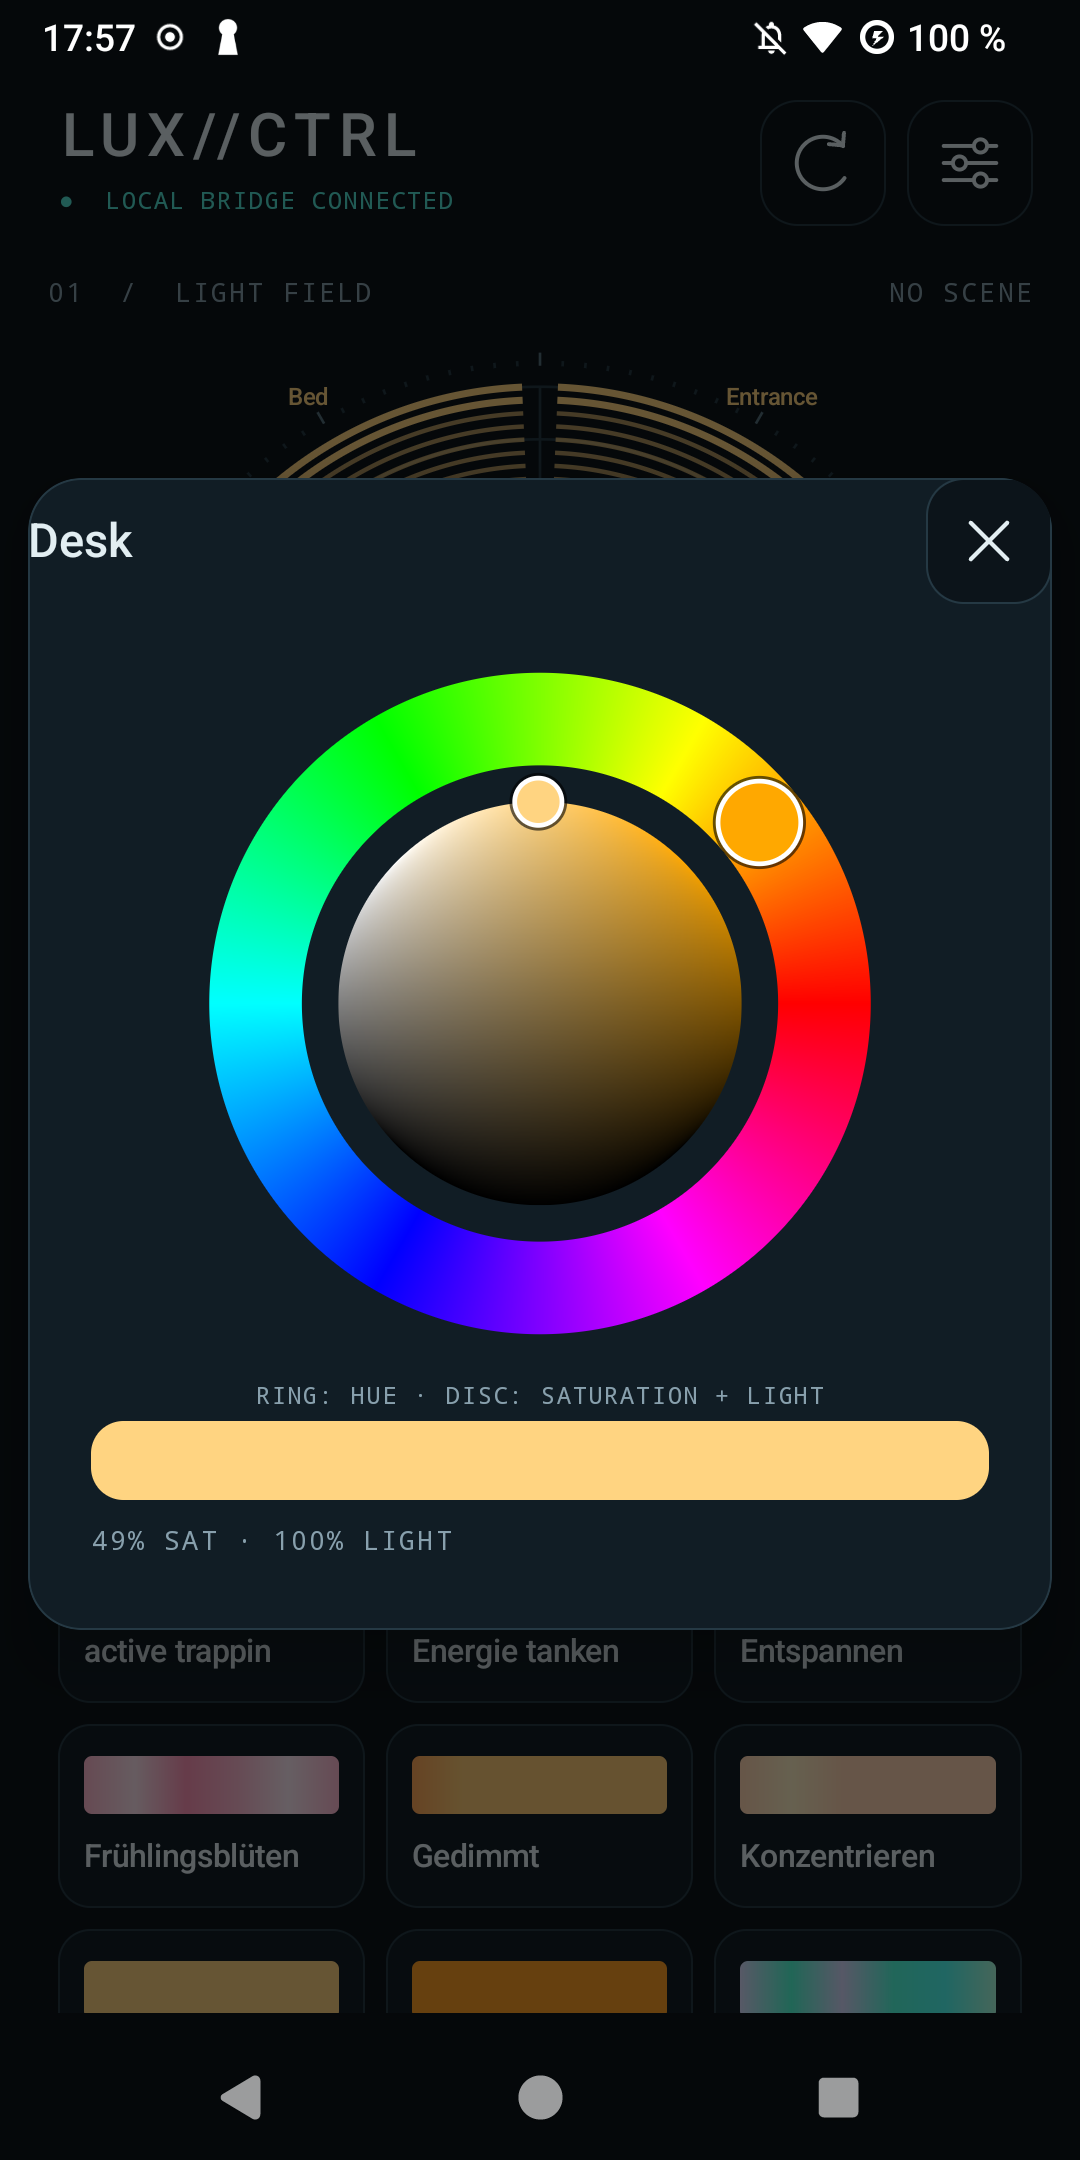 17:57
100 %
LUX//CTRL
LOCAL BRIDGE CONNECTED
01 / LIGHT FIELD
NO SCENE
Bed
Entrance
Desk
RING: HUE · DISC: SATURATION + LIGHT
49% SAT · 100% LIGHT
active trappin
Energie tanken
Entspannen
Frühlingsblüten
Gedimmt
Konzentrieren